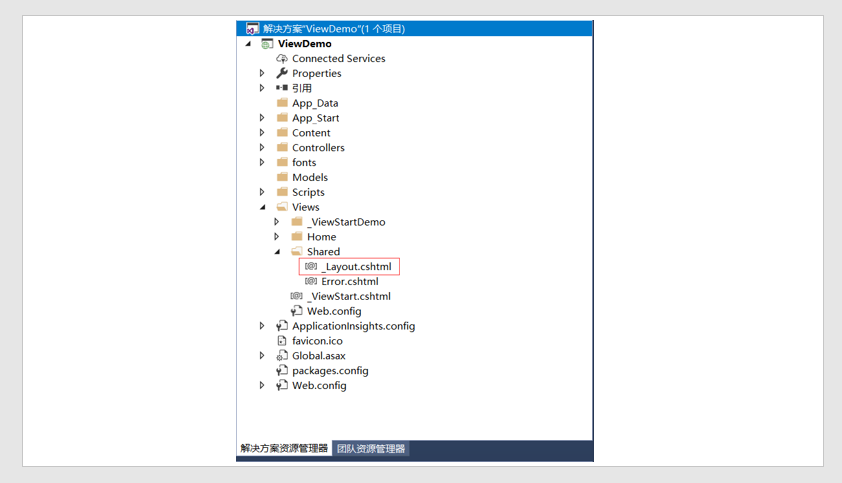 解决方案"ViewDemo"(1 个项目)
ViewDemo
Connected Services
Properties
引用
App_Data
App_Start
Content
Controllers
fonts
Models
Scripts
Views
_ViewStartDemo
Home
Shared
_Layout.cshtml
Error.cshtml
_ViewStart.cshtml
Web.config
ApplicationInsights.config
favicon.ico
Global.asax
packages.config
Web.config
解决方案资源管理器 团队资源管理器